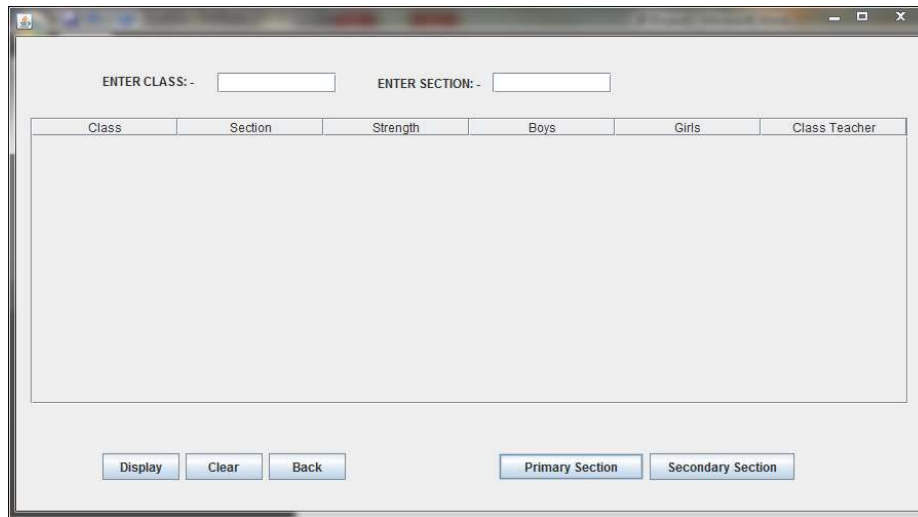 ENTER CLASS: - ENTER SECTION: -
Class Section Strength Boys Girls Class Teacher
Display Clear Back Primary Section Secondary Section